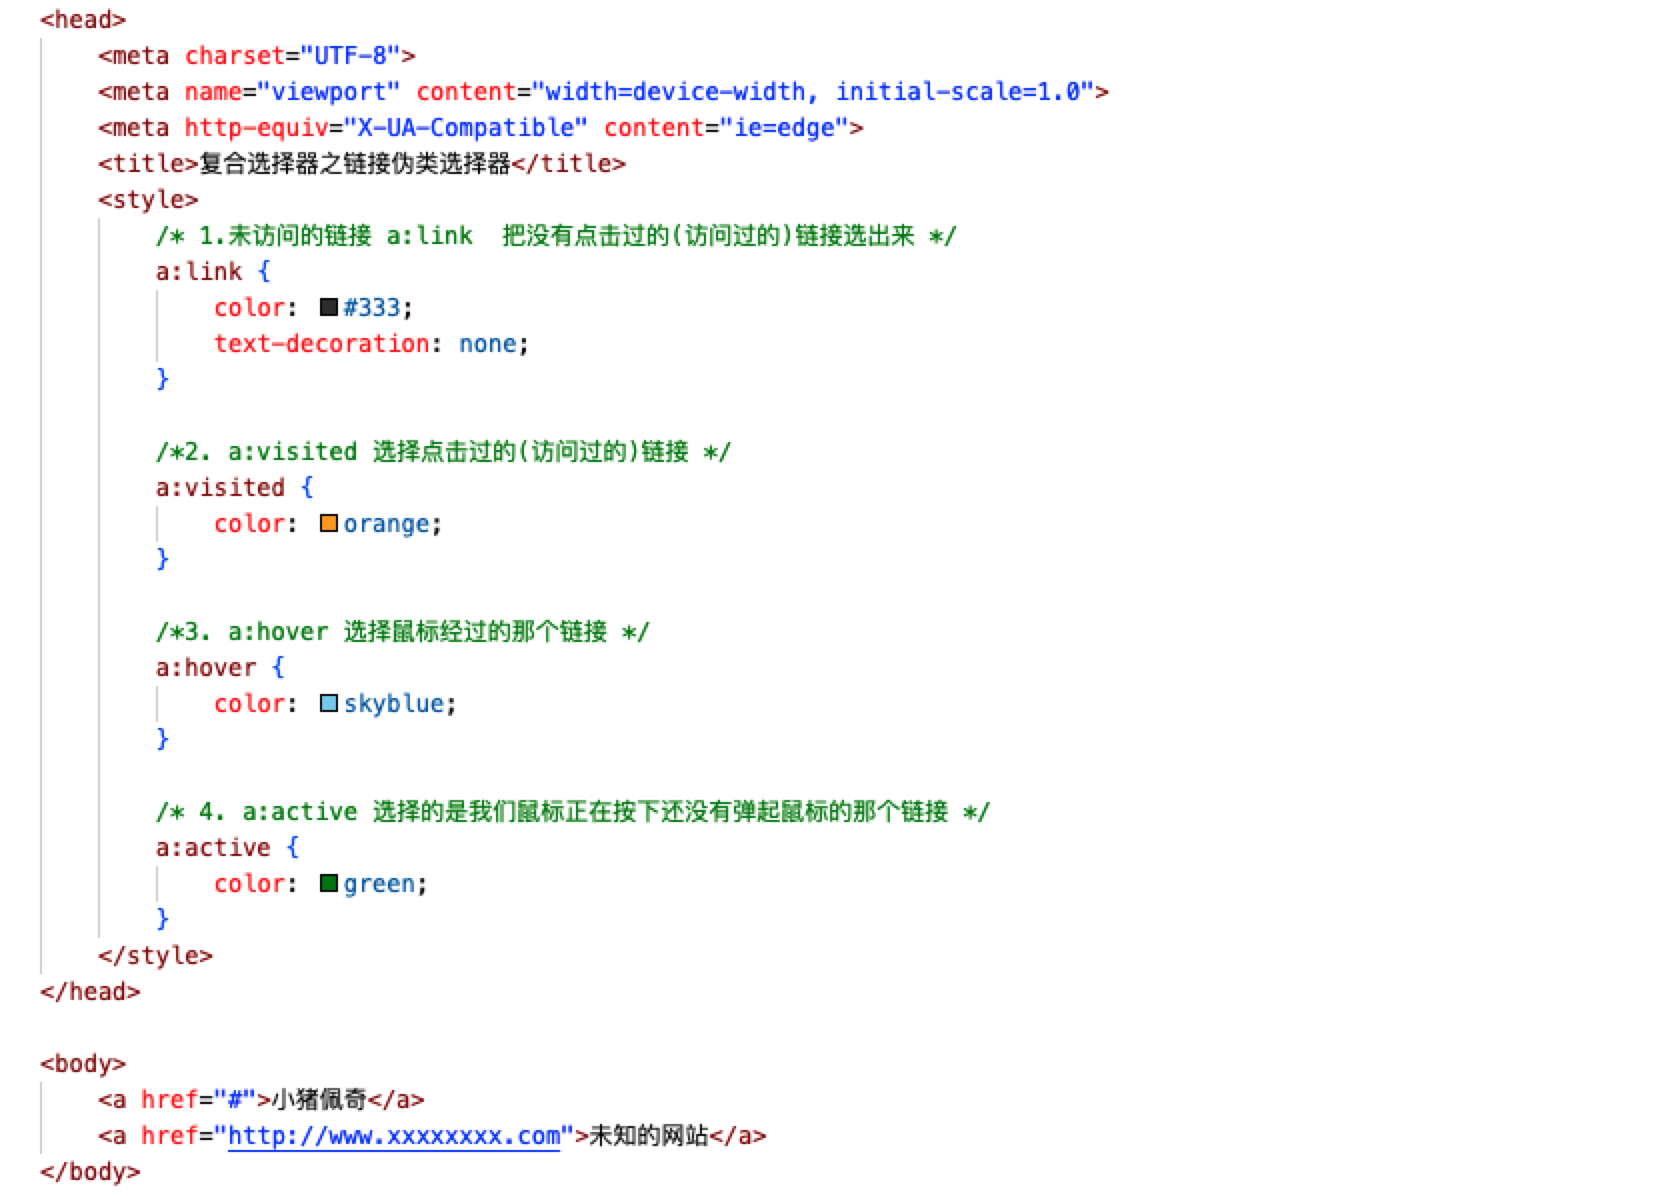 <head>
<meta charset="UTF-8">
<meta name="viewport" content="width=device-width, initial-scale=1.0">
<meta http-equiv="X-UA-Compatible" content="ie=edge">
<title>复合选择器之链接伪类选择器</title>
<style>
/* 1.未访问的链接 a:link  把没有点击过的(访问过的)链接选出来 */
a:link {
color: #333;
text-decoration: none;
}
/*2. a:visited 选择点击过的(访问过的)链接 */
a:visited {
color: orange;
}
/*3. a:hover 选择鼠标经过的那个链接 */
a:hover {
color: skyblue;
}
/* 4. a:active 选择的是我们鼠标正在按下还没有弹起鼠标的那个链接 */
a:active {
color: green;
}
</style>
</head>
<body>
<a href="#">小猪佩奇</a>
<a href="http://www.xxxxxxxx.com">未知的网站</a>
</body>